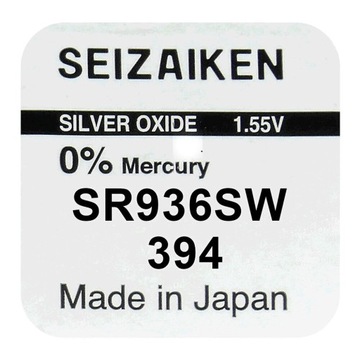 SEIZAIKEN
SILVER OXIDE 1.55V
0% Mercury
SR936SW
394
Made in Japan